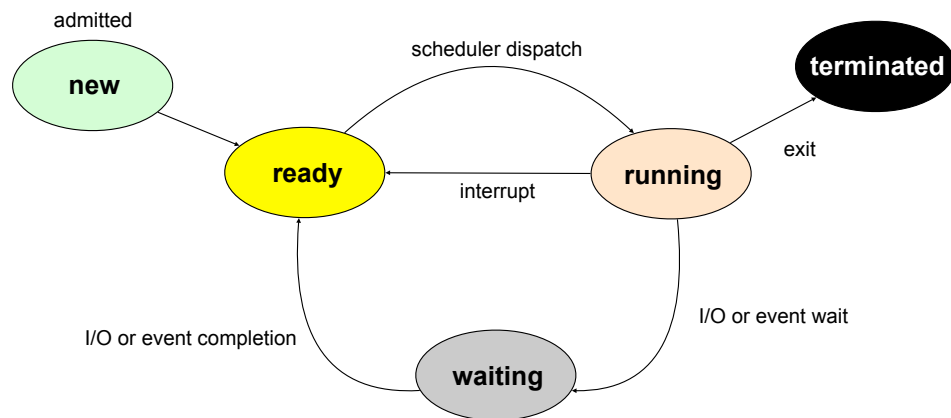 admitted
new
scheduler dispatch
terminated
ready
running
exit
interrupt
I/O or event completion
I/O or event wait
waiting